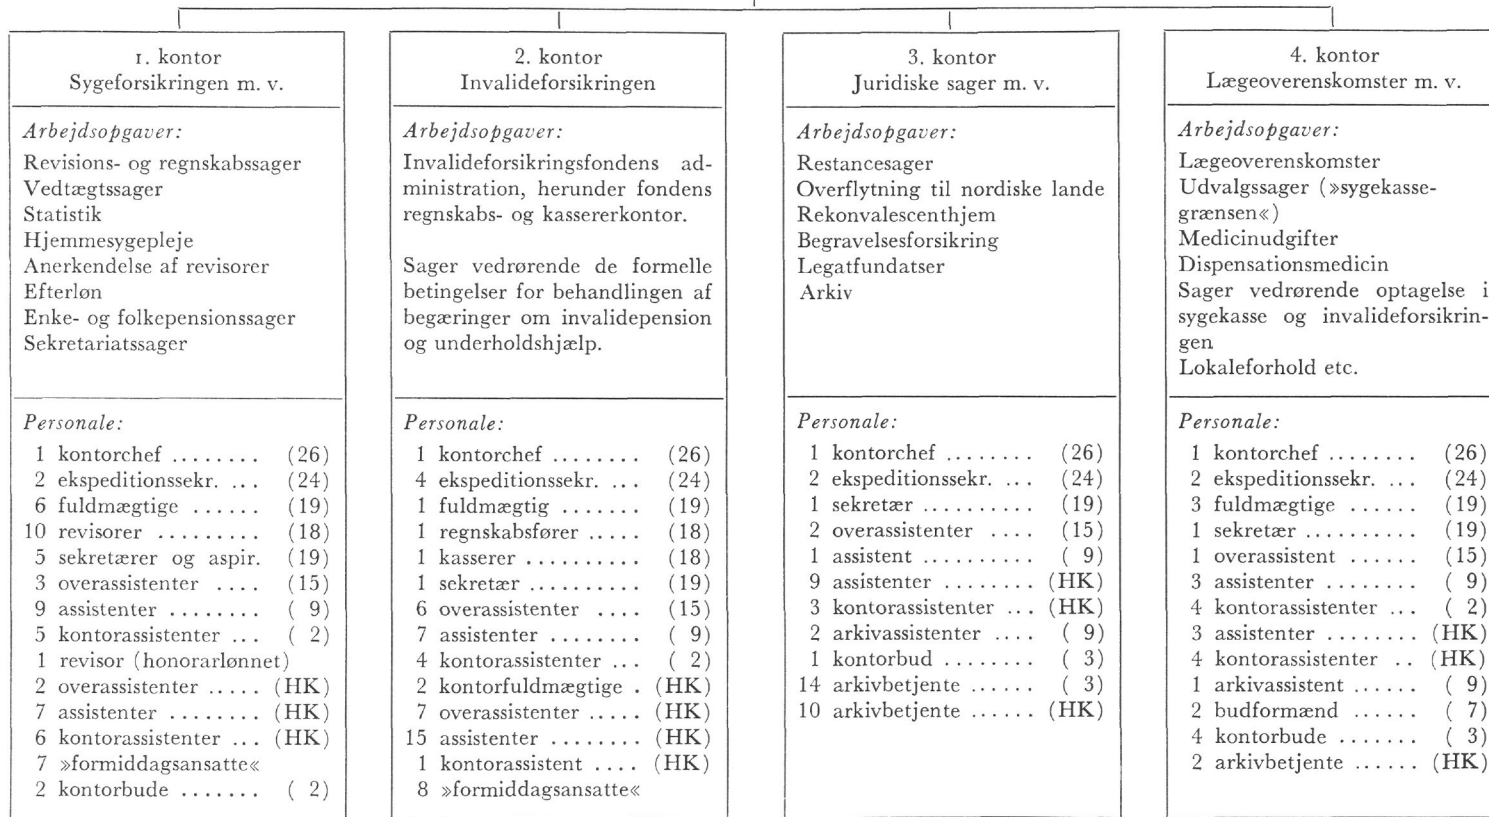 1. kontor
Sygeforsikringen m. v.
Arbejdsopgaver:
Revisions- og regnskabssager
Vedtægtssager
Statistik
Hjemmesygepleje
Anerkendelse af revisorer
Efterløn
Enke- og folkepensionssager
Sekretariatssager
Personale:
1 kontorchef ........ (26)
2 ekspeditionssekr. ... (24)
6 fuldmægtige ...... (19)
10 revisorer ......... (18)
5 sekretærer og aspir. (19)
3 overassistenter .... (15)
9 assistenter ........ ( 9)
5 kontorassistenter ... ( 2)
1 revisor (honorarlønnet)
2 overassistenter ..... (HK)
7 assistenter ........ (HK)
6 kontorassistenter ... (HK)
7 »formiddagsansatte«
2 kontorbude ....... ( 2)
2. kontor
Invalideforsikringen
Arbejdsopgaver:
Invalideforsikringsfondens ad-
ministration, herunder fondens
regnskabs- og kassererkontor.
Sager vedrørende de formelle
betingelser for behandlingen af
begæringer om invalidepension
og underholdshjælp.
Personale:
1 kontorchef ........ (26)
4 ekspeditionssekr. ... (24)
1 fuldmægtig ....... (19)
1 regnskabsfører ..... (18)
1 kasserer .......... (18)
1 sekretær .......... (19)
6 overassistenter .... (15)
7 assistenter ........ ( 9)
4 kontorassistenter ... ( 2)
2 kontorfuldmægtige . (HK)
7 overassistenter ..... (HK)
15 assistenter ........ (HK)
1 kontorassistent .... (HK)
8 »formiddagsansatte«
3. kontor
Juridiske sager m. v.
Arbejdsopgaver:
Restancesager
Overflytning til nordiske lande
Rekonvalescenthjem
Begravelsesforsikring
Legatfundatser
Arkiv
Personale:
1 kontorchef ........ (26)
2 ekspeditionssekr. ... (24)
1 sekretær .......... (19)
2 overassistenter .... (15)
1 assistent .......... ( 9)
9 assistenter ........ (HK)
3 kontorassistenter ... (HK)
2 arkivassistenter .... ( 9)
1 kontorbud ........ ( 3)
14 arkivbetjente ...... ( 3)
10 arkivbetjente ...... (HK)
4. kontor
Lægeoverenskomster m. v.
Arbejdsopgaver:
Lægeoverenskomster
Udvalgssager (»sygekasse-
grænsen«)
Medicinudgifter
Dispensationsmedicin
Sager vedrørende optagelse i
sygekasse og invalideforsikrin-
gen
Lokaleforhold etc.
Personale:
1 kontorchef ........ (26)
2 ekspeditionssekr. ... (24)
3 fuldmægtige ...... (19)
1 sekretær .......... (19)
1 overassistent ...... (15)
3 assistenter ........ ( 9)
4 kontorassistenter ... ( 2)
3 assistenter ........ (HK)
4 kontorassistenter .. (HK)
1 arkivassistent ...... ( 9)
2 budformænd ...... ( 7)
4 kontorbude ....... ( 3)
2 arkivbetjente ...... (HK)